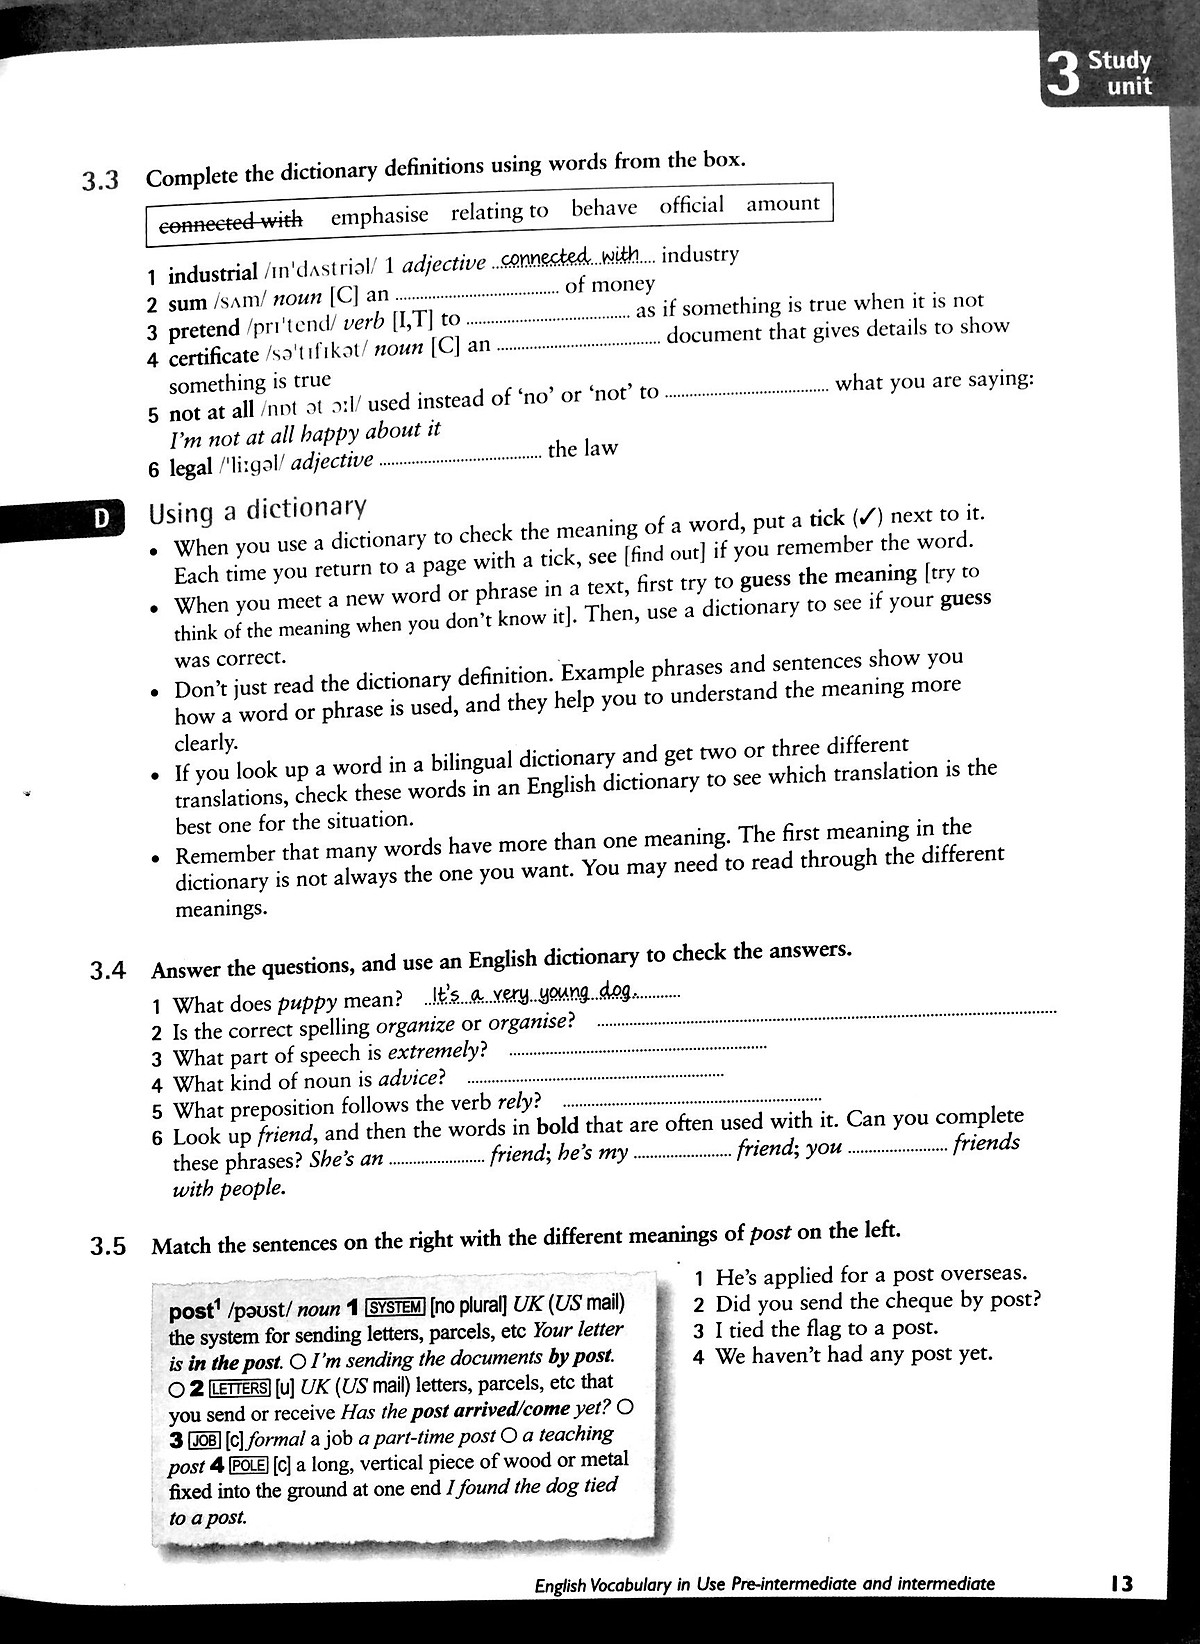 3 Study unit
3.3 Complete the dictionary definitions using words from the box.
connected with emphasise relating to behave official amount
1 industrial /ɪnˈdʌstriəl/ 1 adjective ...connected...with... industry
2 sum /sʌm/ noun [C] an ........................ of money
3 pretend /prɪˈtend/ verb [I,T] to ........................ as if something is true when it is not
4 certificate /səˈtɪfɪkət/ noun [C] an ........................ document that gives details to show
something is true
5 not at all /nɒt ət ɔːl/ used instead of ‘no’ or ‘not’ to ........................ what you are saying:
I’m not at all happy about it
6 legal /ˈliːgəl/ adjective ........................ the law
D Using a dictionary
• When you use a dictionary to check the meaning of a word, put a tick (✓) next to it.
Each time you return to a page with a tick, see [find out] if you remember the word.
• When you meet a new word or phrase in a text, first try to guess the meaning [try to
think of the meaning when you don’t know it]. Then, use a dictionary to see if your guess
was correct.
• Don’t just read the dictionary definition. Example phrases and sentences show you
how a word or phrase is used, and they help you to understand the meaning more
clearly.
• If you look up a word in a bilingual dictionary and get two or three different
translations, check these words in an English dictionary to see which translation is the
best one for the situation.
• Remember that many words have more than one meaning. The first meaning in the
dictionary is not always the one you want. You may need to read through the different
meanings.
3.4 Answer the questions, and use an English dictionary to check the answers.
1 What does puppy mean? ...It’s...a...very...young...dog............
2 Is the correct spelling organize or organise? ........................
3 What part of speech is extremely? ........................
4 What kind of noun is advice? ........................
5 What preposition follows the verb rely? ........................
6 Look up friend, and then the words in bold that are often used with it. Can you complete
these phrases? She’s an ................ friend; he’s my ................ friend; you ................ friends
with people.
3.5 Match the sentences on the right with the different meanings of post on the left.
post¹ /pəʊst/ noun 1 SYSTEM [no plural] UK (US mail)
the system for sending letters, parcels, etc Your letter
is in the post. ○ I’m sending the documents by post.
○ 2 LETTERS [u] UK (US mail) letters, parcels, etc that
you send or receive Has the post arrived/come yet? ○
3 JOB [c] formal a job a part-time post ○ a teaching
post 4 POLE [c] a long, vertical piece of wood or metal
fixed into the ground at one end I found the dog tied
to a post.
1 He’s applied for a post overseas.
2 Did you send the cheque by post?
3 I tied the flag to a post.
4 We haven’t had any post yet.
English Vocabulary in Use Pre-intermediate and intermediate 13